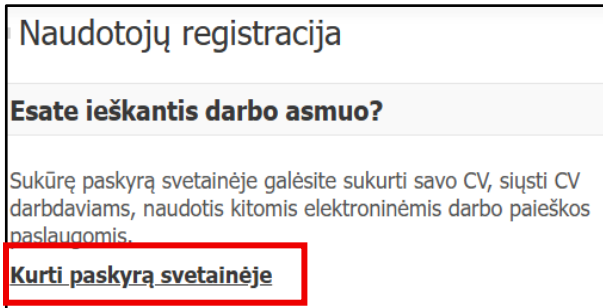 Naudotojų registracija
Esate ieškantis darbo asmuo?
Sukūrę paskyrą svetainėje galėsite sukurti savo CV, siųsti CV
darbdaviams, naudotis kitomis elektroninėmis darbo paieškos
paslaugomis.
Kurti paskyrą svetainėje